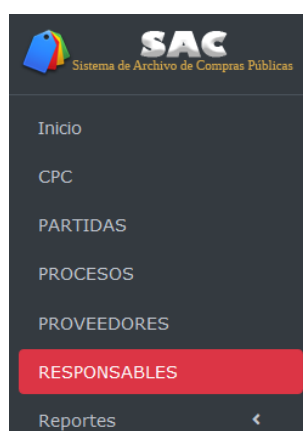 SAC
Sistema de Archivo de Compras Públicas
Inicio
CPC
PARTIDAS
PROCESOS
PROVEEDORES
RESPONSABLES
Reportes